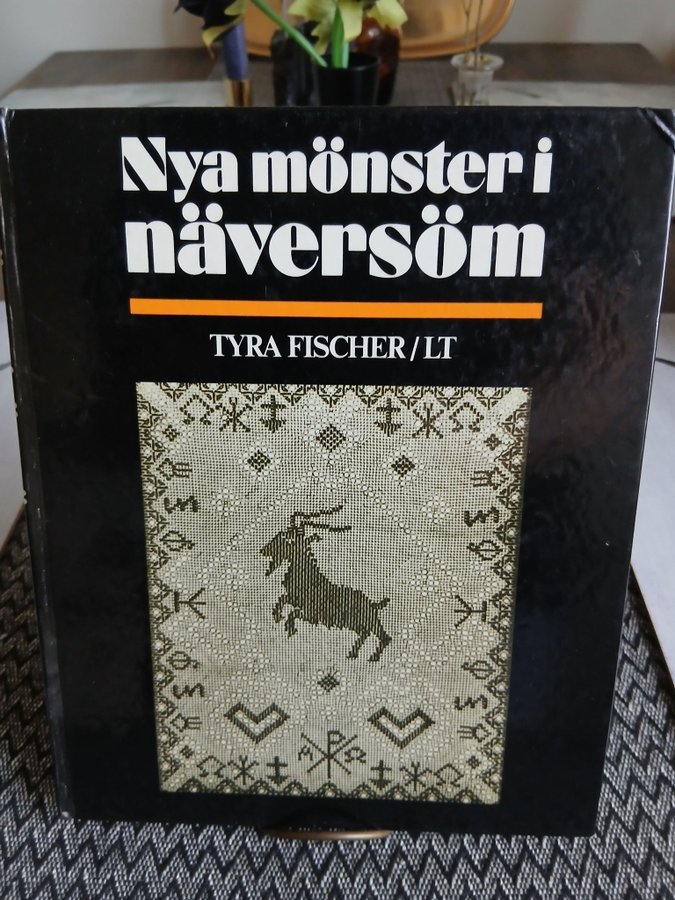 Nya mönster i
näversöm
TYRA FISCHER/LT
A P Ω